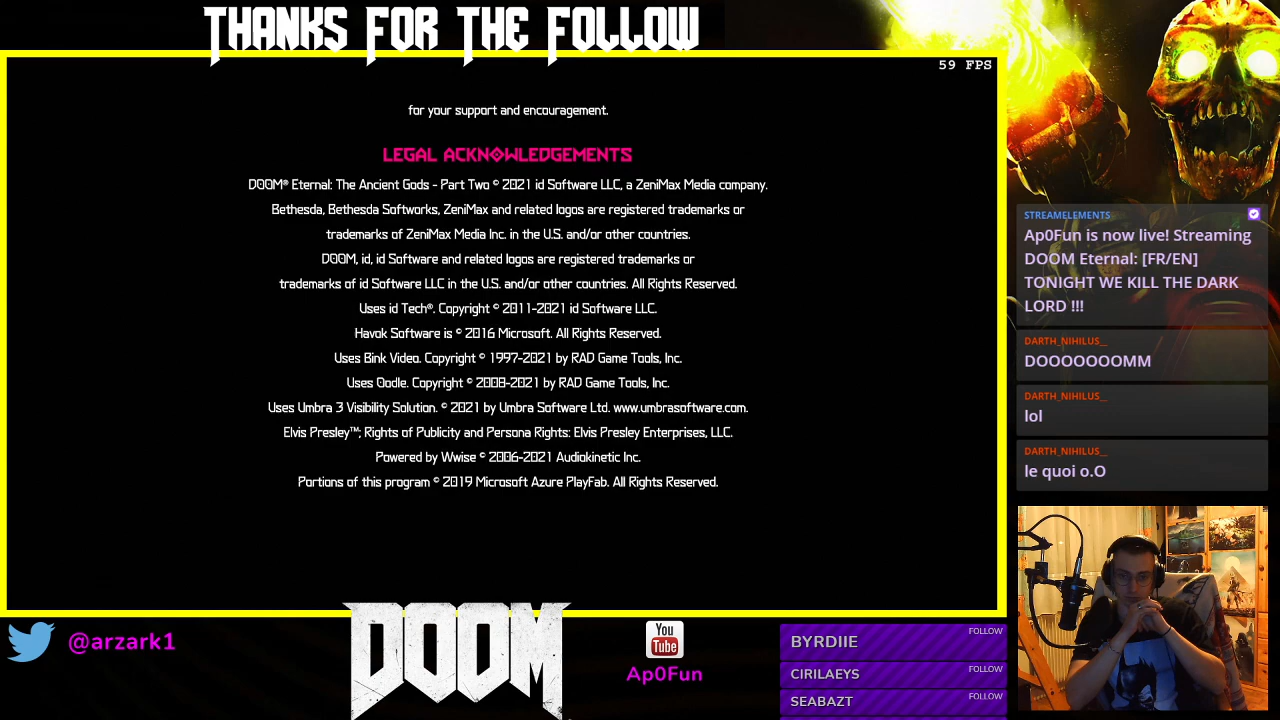 THANKS FOR THE FOLLOW
59 FPS
for your support and encouragement.
LEGAL ACKNOWLEDGEMENTS
DOOM® Eternal: The Ancient Gods - Part Two © 2021 id Software LLC, a ZeniMax Media company.
Bethesda, Bethesda Softworks, ZeniMax and related logos are registered trademarks or
trademarks of ZeniMax Media Inc. in the U.S. and/or other countries.
DOOM, id, id Software and related logos are registered trademarks or
trademarks of id Software LLC in the U.S. and/or other countries. All Rights Reserved.
Uses id Tech®. Copyright © 2011-2021 id Software LLC.
Havok Software is © 2016 Microsoft. All Rights Reserved.
Uses Bink Video. Copyright © 1997-2021 by RAD Game Tools, Inc.
Uses Oodle. Copyright © 2008-2021 by RAD Game Tools, Inc.
Uses Umbra 3 Visibility Solution. © 2021 by Umbra Software Ltd. www.umbrasoftware.com.
Elvis Presley™; Rights of Publicity and Persona Rights: Elvis Presley Enterprises, LLC.
Powered by Wwise © 2006-2021 Audiokinetic Inc.
Portions of this program © 2019 Microsoft Azure PlayFab. All Rights Reserved.
STREAMELEMENTS
Ap0Fun is now live! Streaming
DOOM Eternal: [FR/EN]
TONIGHT WE KILL THE DARK
LORD !!!
DARTH_NIHILUS__
DOOOOOOOMM
DARTH_NIHILUS__
lol
DARTH_NIHILUS__
le quoi o.O
@arzark1
DOOM
You
Tube
Ap0Fun
BYRDIIE
FOLLOW
CIRILAEYS
FOLLOW
SEABAZT
FOLLOW